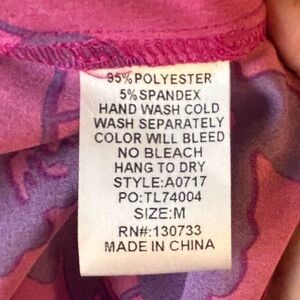 95% POLYESTER
5% SPANDEX
HAND WASH COLD
WASH SEPARATELY
COLOR WILL BLEED
NO BLEACH
HANG TO DRY
STYLE:A0717
PO:TL74004
SIZE:M
RN#:130733
MADE IN CHINA